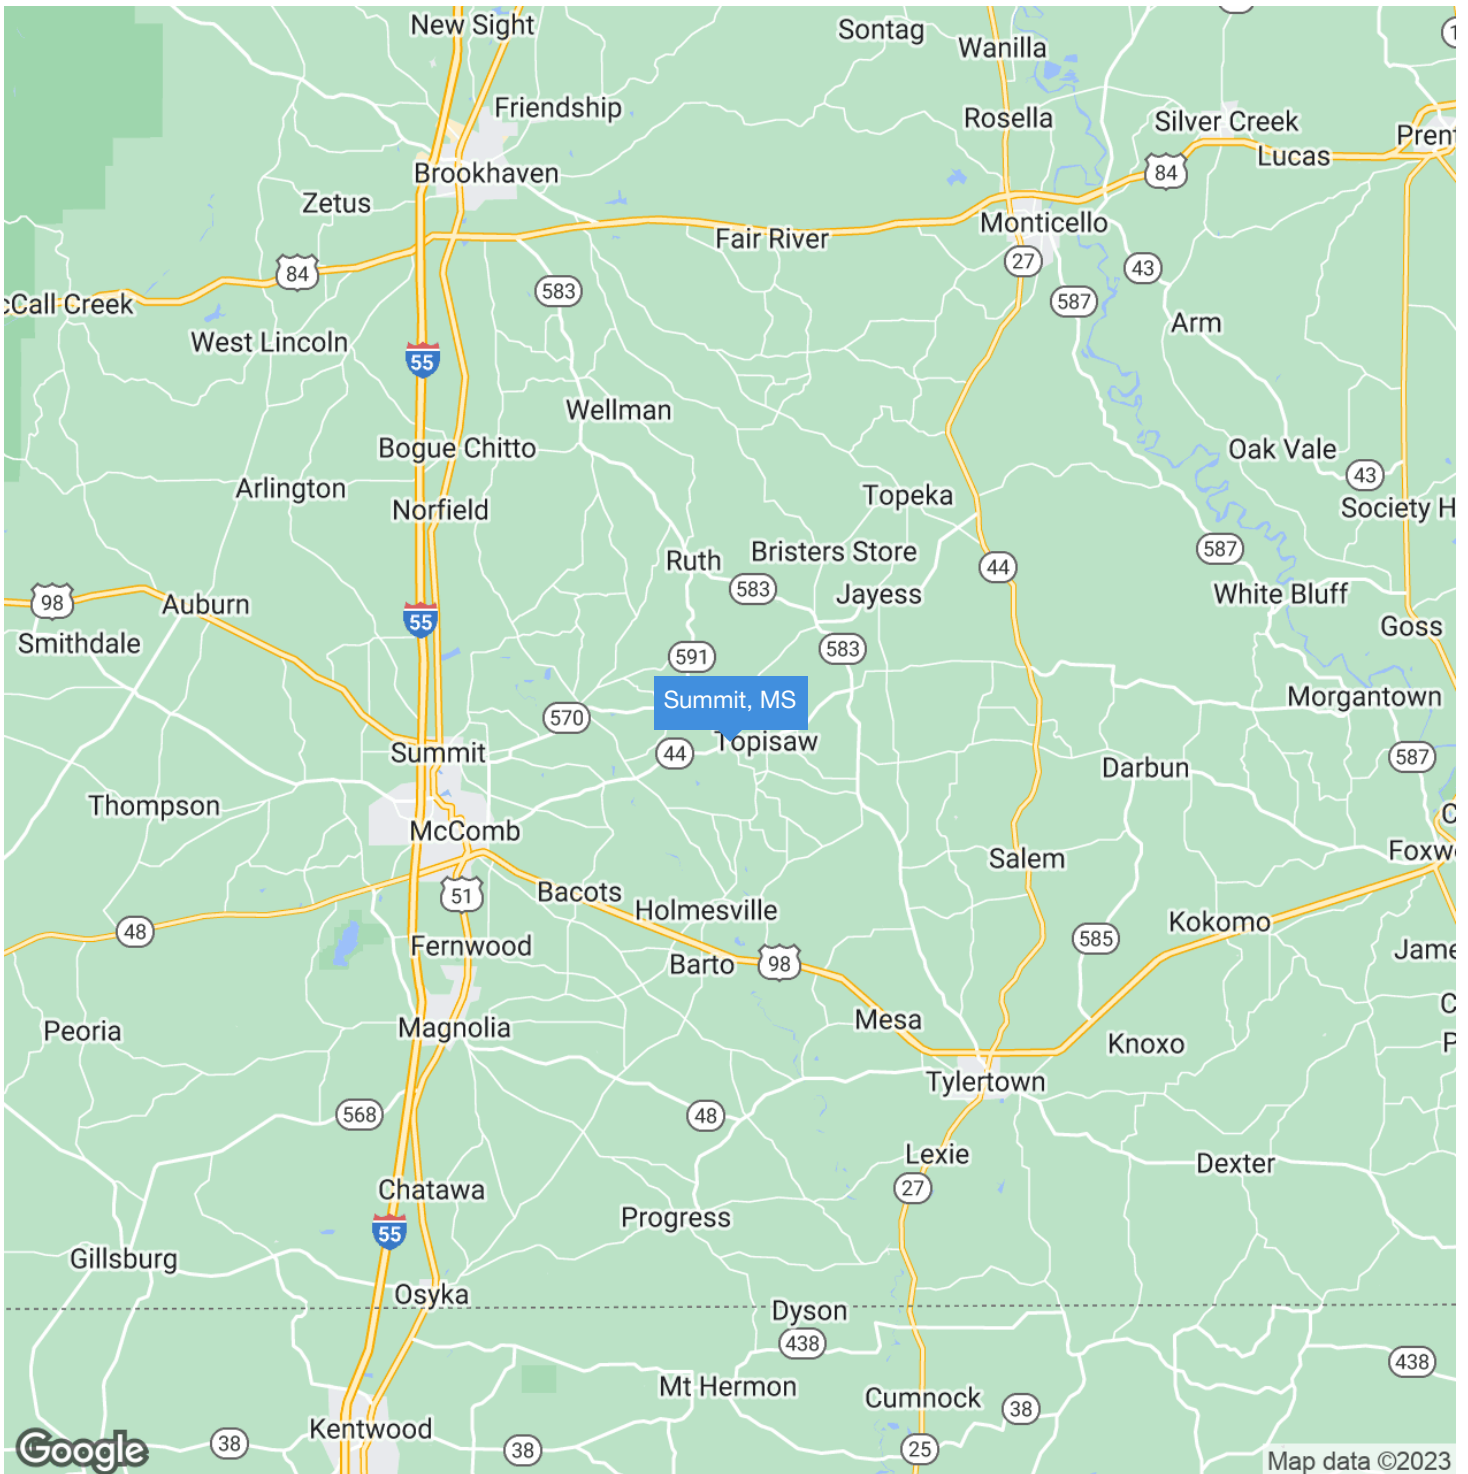 New Sight
Sontag
Wanilla
Friendship
Rosella
Silver Creek
Lucas
Brookhaven
84
Zetus
Monticello
Fair River
27
43
84
583
587
cCall Creek
Arm
West Lincoln
55
Wellman
Bogue Chitto
Oak Vale
43
Arlington
Topeka
Norfield
Society H
587
Ruth
Bristers Store
44
583
98
Auburn
Jayess
White Bluff
55
Goss
Smithdale
583
591
Summit, MS
Morgantown
570
Topisaw
Summit
44
587
Darbun
Thompson
McComb
Foxwo
Salem
51
Bacots
Holmesville
Kokomo
48
585
Fernwood
Jame
Barto
98
Peoria
Magnolia
Mesa
Knoxo
Tylertown
568
48
Lexie
Dexter
27
Chatawa
Progress
55
Gillsburg
Osyka
Dyson
438
438
Mt Hermon
Cumnock
38
Kentwood
38
38
25
Google
Map data ©2023